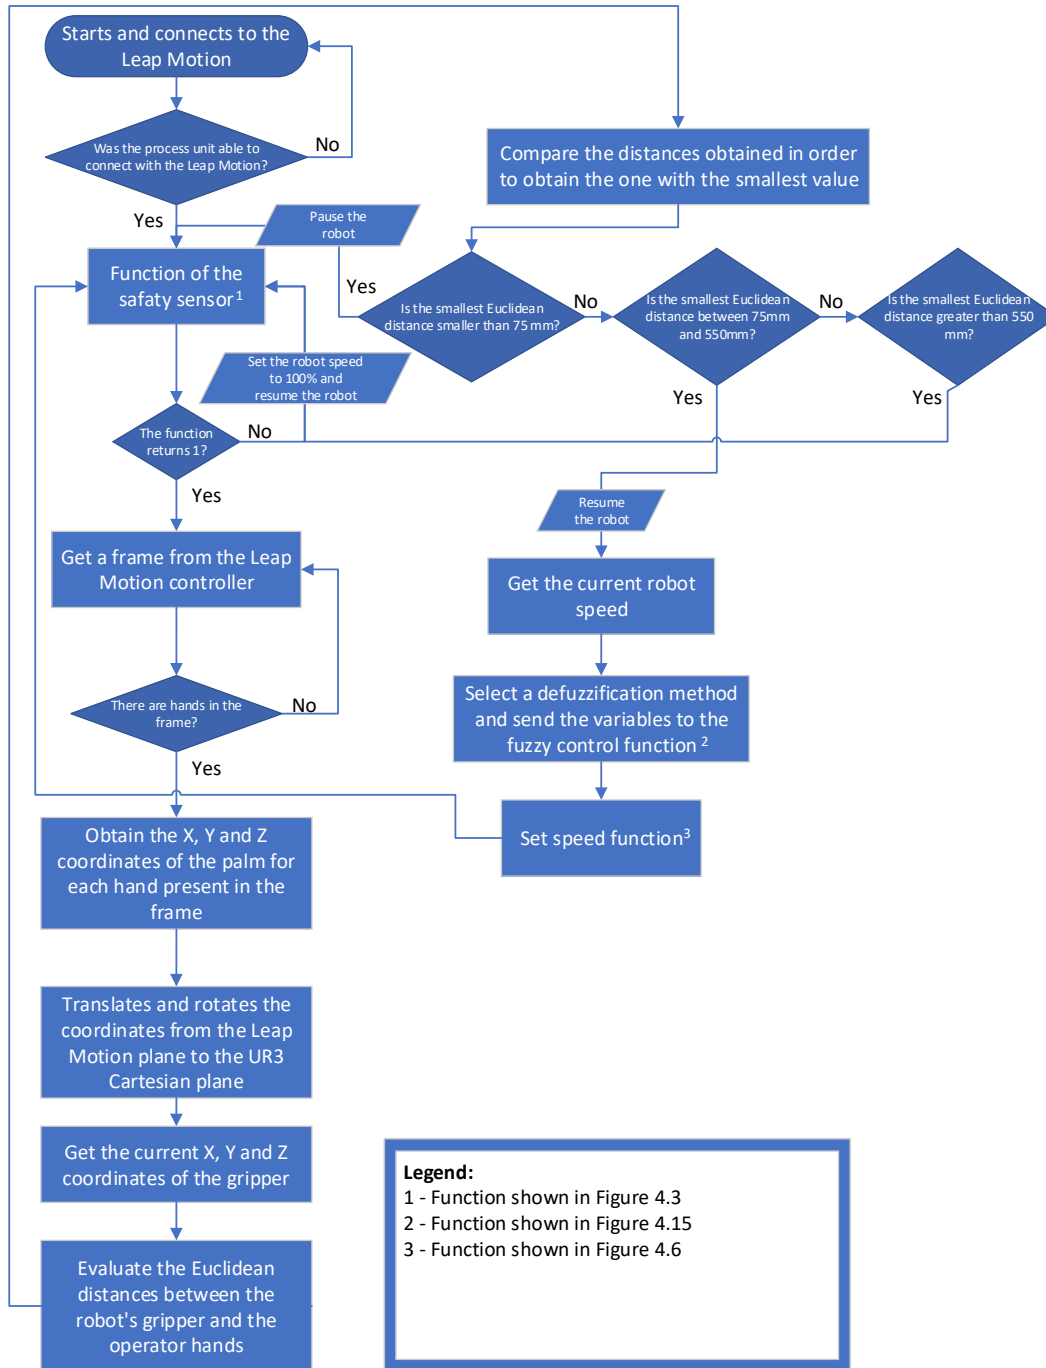 Starts and connects to the
Leap Motion
Was the process unit able to
connect with the Leap Motion?
No
Yes
Pause the
robot
Function of the
safaty sensor1
Set the robot speed
to 100% and
resume the robot
The function
returns 1?
No
Yes
Get a frame from the Leap
Motion controller
There are hands in the
frame?
No
Yes
Obtain the X, Y and Z
coordinates of the palm for
each hand present in the
frame
Translates and rotates the
coordinates from the Leap
Motion plane to the UR3
Cartesian plane
Get the current X, Y and Z
coordinates of the gripper
Evaluate the Euclidean
distances between the
robot's gripper and the
operator hands
Compare the distances obtained in order
to obtain the one with the smallest value
Yes
Is the smallest Euclidean
distance smaller than 75 mm?
No
Is the smallest Euclidean
distance between 75mm
and 550mm?
No
Is the smallest Euclidean
distance greater than 550
mm?
Yes
Yes
Resume
the robot
Get the current robot
speed
Select a defuzzification method
and send the variables to the
fuzzy control function 2
Set speed function3
Legend:
1 - Function shown in Figure 4.3
2 - Function shown in Figure 4.15
3 - Function shown in Figure 4.6